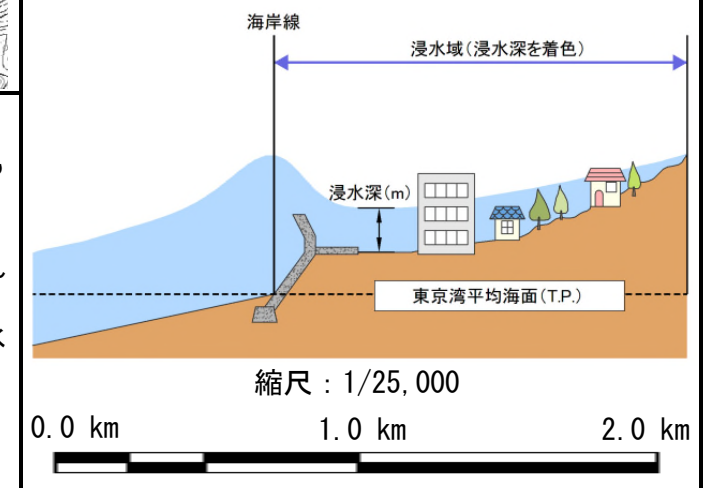 海岸線
浸水域（浸水深を着色）
浸水深（m）
東京湾平均海面（T.P.）
縮尺：1/25,000
0.0 km 1.0 km 2.0 km